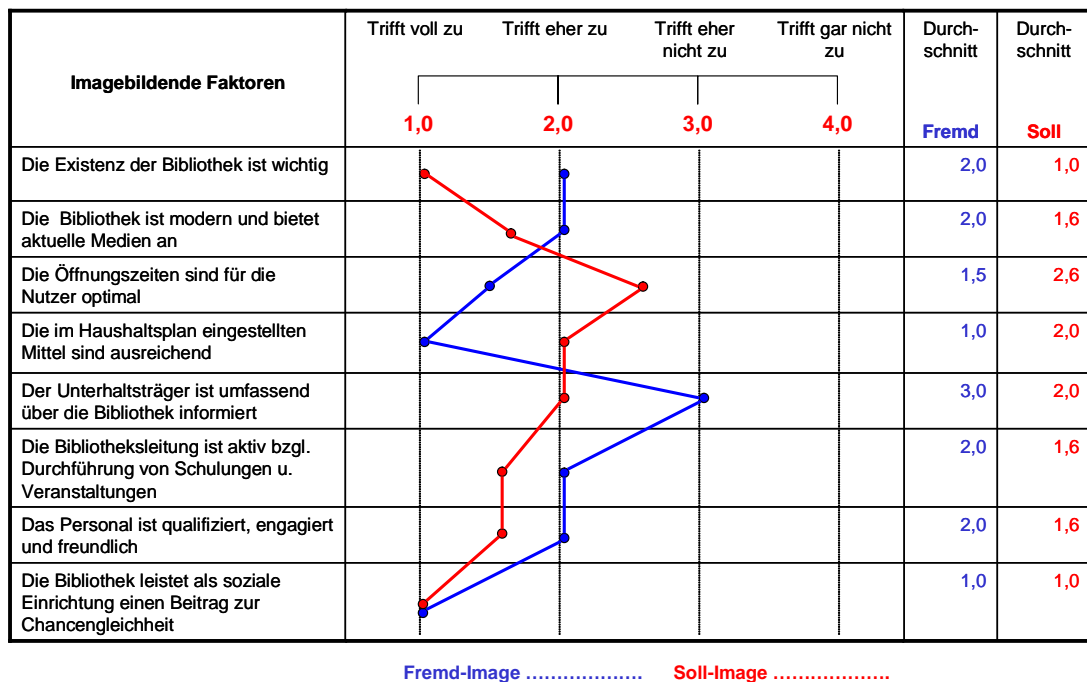 Imagebildende Faktoren
Trifft voll zu
Trifft eher zu
Trifft eher
nicht zu
Trifft gar nicht
zu
1,0
2,0
3,0
4,0
Durch-
schnitt
Fremd
Durch-
schnitt
Soll
Die Existenz der Bibliothek ist wichtig
2,0
1,0
Die Bibliothek ist modern und bietet
aktuelle Medien an
2,0
1,6
Die Öffnungszeiten sind für die
Nutzer optimal
1,5
2,6
Die im Haushaltsplan eingestellten
Mittel sind ausreichend
1,0
2,0
Der Unterhaltsträger ist umfassend
über die Bibliothek informiert
3,0
2,0
Die Bibliotheksleitung ist aktiv bzgl.
Durchführung von Schulungen u.
Veranstaltungen
2,0
1,6
Das Personal ist qualifiziert, engagiert
und freundlich
2,0
1,6
Die Bibliothek leistet als soziale
Einrichtung einen Beitrag zur
Chancengleichheit
1,0
1,0
Fremd-Image ………………. Soll-Image ……………….